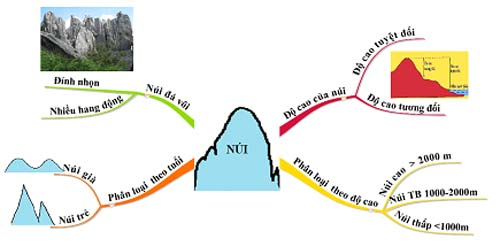 NÚI
Độ cao của núi
Độ cao tuyệt đối
Độ cao tương đối
Phân loại theo độ cao
Núi cao > 2000 m
Núi TB 1000-2000m
Núi thấp <1000m
Phân loại theo tuổi
Núi già
Núi trẻ
Núi đá vôi
Đỉnh nhọn
Nhiều hang động